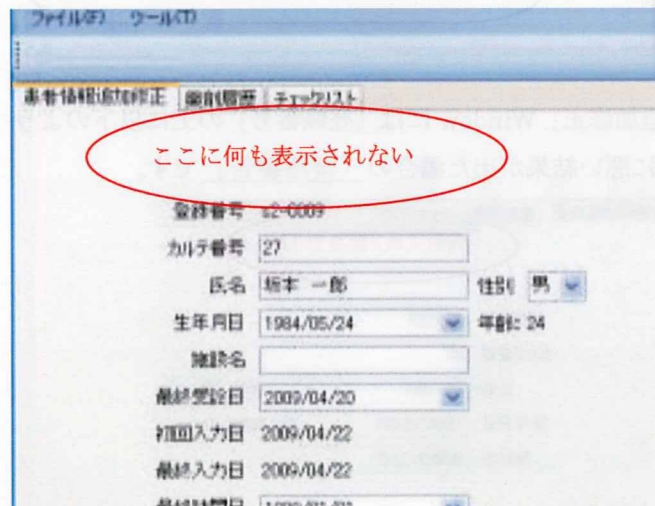 ファイル(F) ツール(T)
患者情報追加修正 薬剤履歴 チェックリスト
ここに何も表示されない
登録番号 s2-0009
カルテ番号 27
氏名 坂本 一郎 性別 男
生年月日 1984/05/24 年齢: 24
施設名
最終受診日 2009/04/20
初回入力日 2009/04/22
最終入力日 2009/04/22